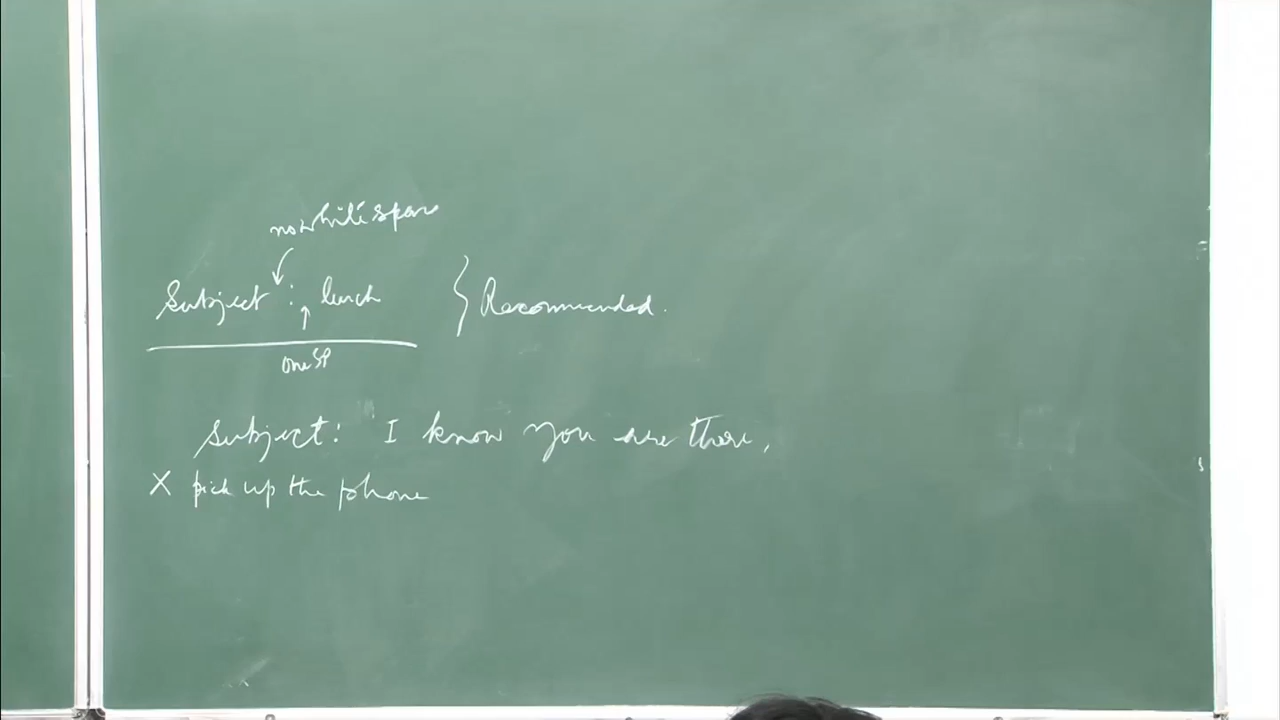 no white space
Subject : lunch } Recommended.
one SP
Subject: I know you are there,
X pick up the phone